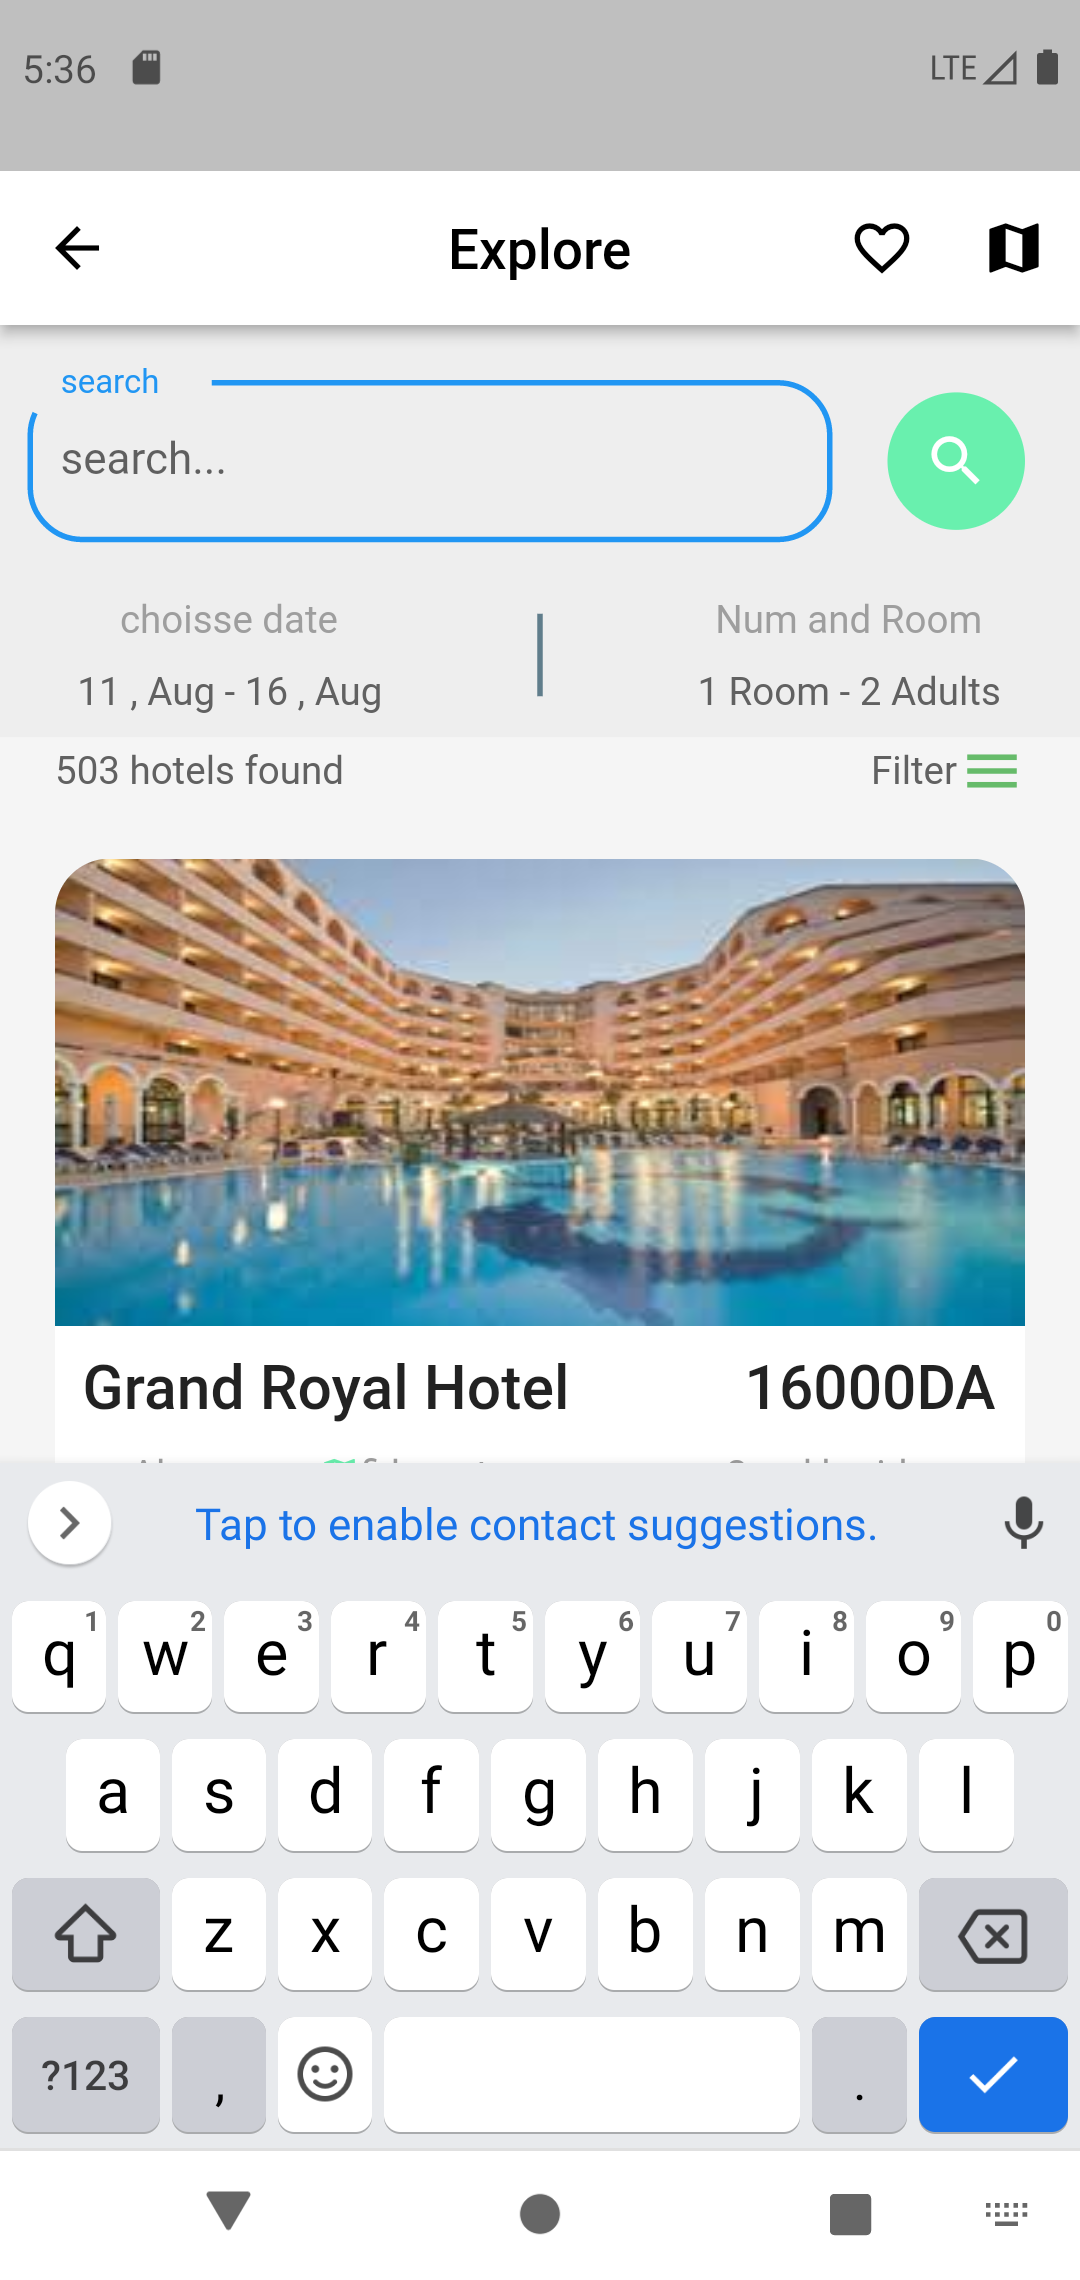 5:36
LTE
Explore
search
search...
choisse date
Num and Room
11 , Aug - 16 , Aug
1 Room - 2 Adults
503 hotels found
Filter
Grand Royal Hotel
16000DA
Tap to enable contact suggestions.
q 1 w 2 e 3 r 4 t 5 y 6 u 7 i 8 o 9 p 0
a s d f g h j k l
z x c v b n m
?123 , .